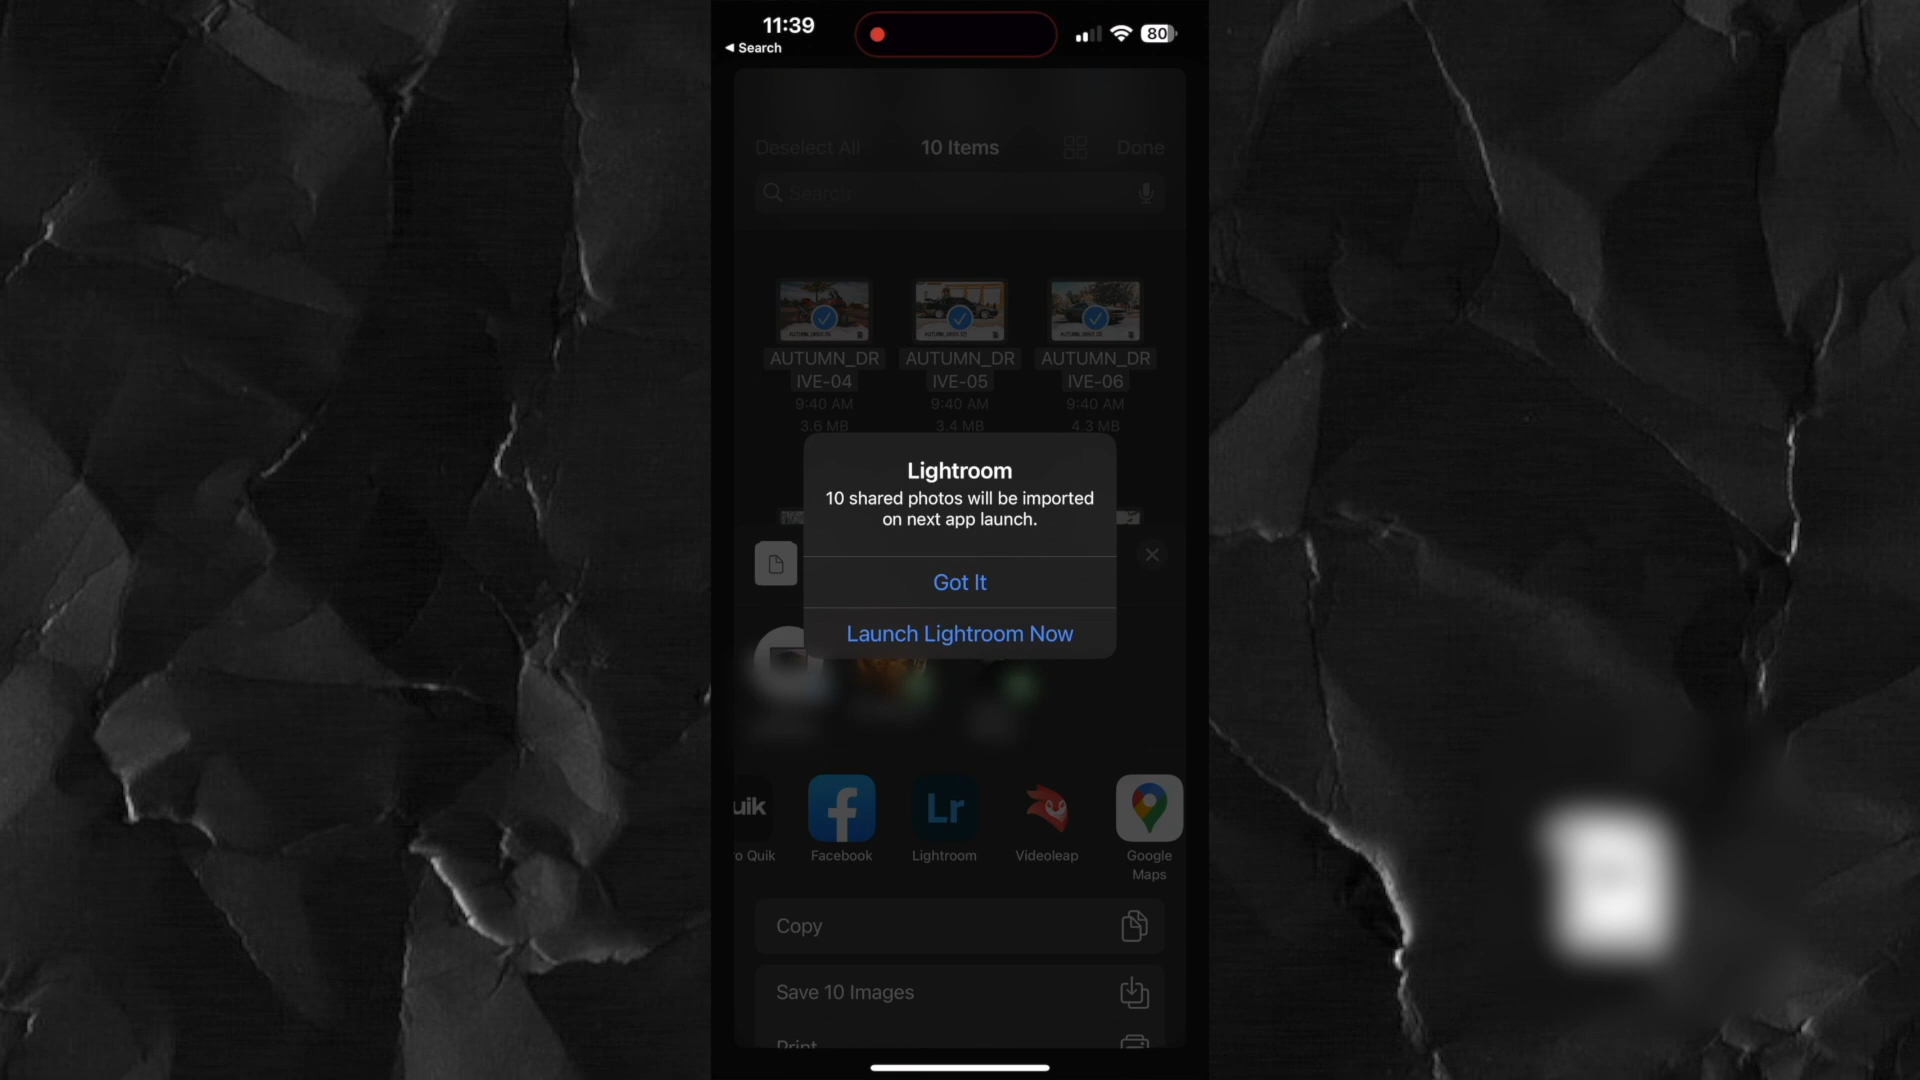 11:39
Search
80
Deselect All
10 Items
Done
Search
AUTUMN_DR
IVE-04
9:40 AM
3.6 MB
AUTUMN_DR
IVE-05
9:40 AM
3.4 MB
AUTUMN_DR
IVE-06
9:40 AM
4.3 MB
Lightroom
10 shared photos will be imported
on next app launch.
Got It
Launch Lightroom Now
uik
o Quik
Facebook
Lr
Lightroom
Videoleap
Google
Maps
Copy
Save 10 Images
Print